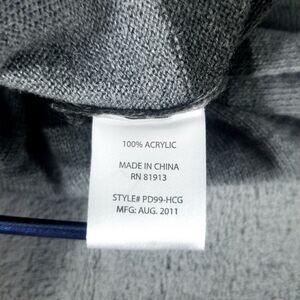 100% ACRYLIC
MADE IN CHINA
RN 81913
STYLE# PD99-HCG
MFG: AUG. 2011